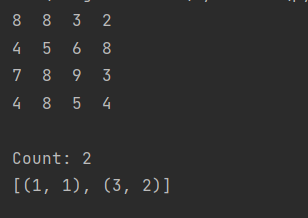 8 8 3 2
4 5 6 8
7 8 9 3
4 8 5 4
Count: 2
[(1, 1), (3, 2)]